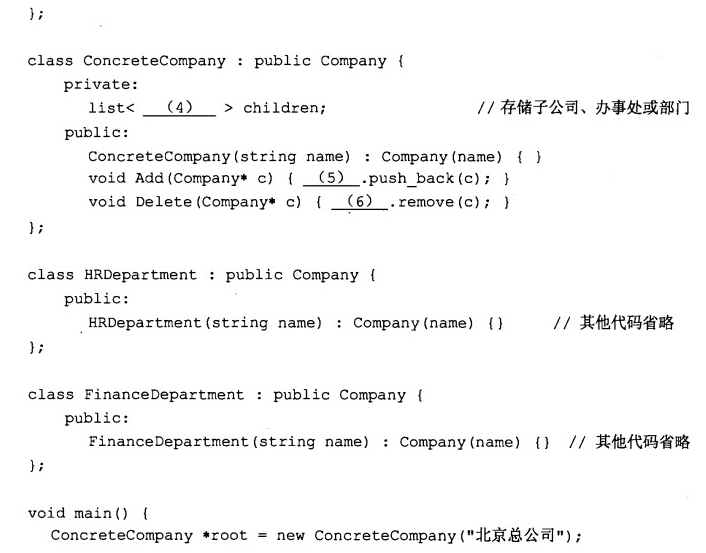 };
class ConcreteCompany : public Company {
private:
list< (4) > children; // 存储子公司、办事处或部门
public:
ConcreteCompany(string name) : Company(name) { }
void Add(Company* c) { (5) .push_back(c); }
void Delete(Company* c) { (6) .remove(c); }
};
class HRDepartment : public Company {
public:
HRDepartment(string name) : Company(name) {} // 其他代码省略
};
class FinanceDepartment : public Company {
public:
FinanceDepartment(string name) : Company(name) {} // 其他代码省略
};
void main() {
ConcreteCompany *root = new ConcreteCompany("北京总公司");